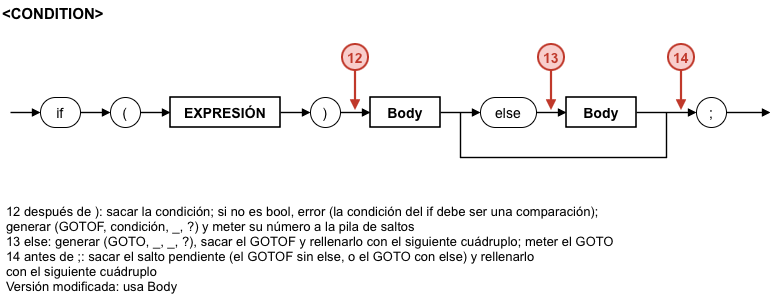 <CONDITION>
12 13 14
if ( EXPRESIÓN ) Body else Body ;
12 después de ): sacar la condición; si no es bool, error (la condición del if debe ser una comparación);
generar (GOTOF, condición, _, ?) y meter su número a la pila de saltos
13 else: generar (GOTO, _, _, ?), sacar el GOTOF y rellenarlo con el siguiente cuádruplo; meter el GOTO
14 antes de ;: sacar el salto pendiente (el GOTOF sin else, o el GOTO con else) y rellenarlo
con el siguiente cuádruplo
Versión modificada: usa Body